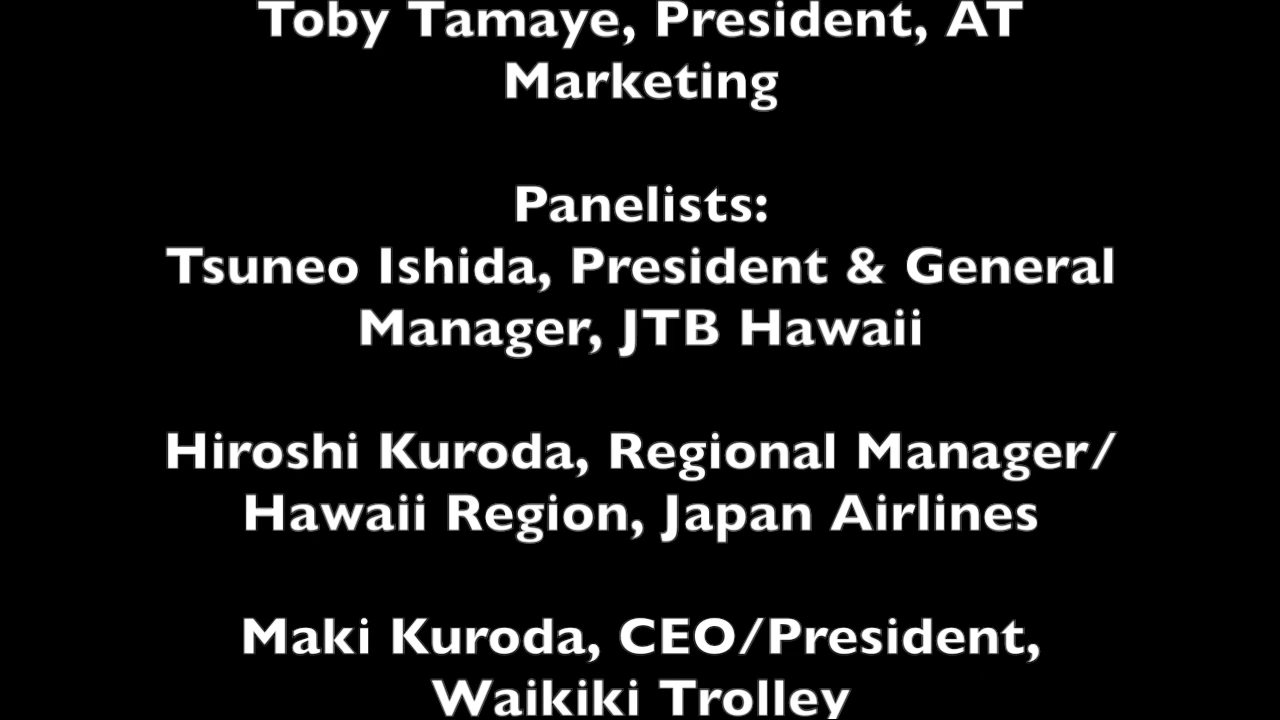 Toby Tamaye, President, AT
Marketing
Panelists:
Tsuneo Ishida, President & General
Manager, JTB Hawaii
Hiroshi Kuroda, Regional Manager/
Hawaii Region, Japan Airlines
Maki Kuroda, CEO/President,
Waikiki Trolley